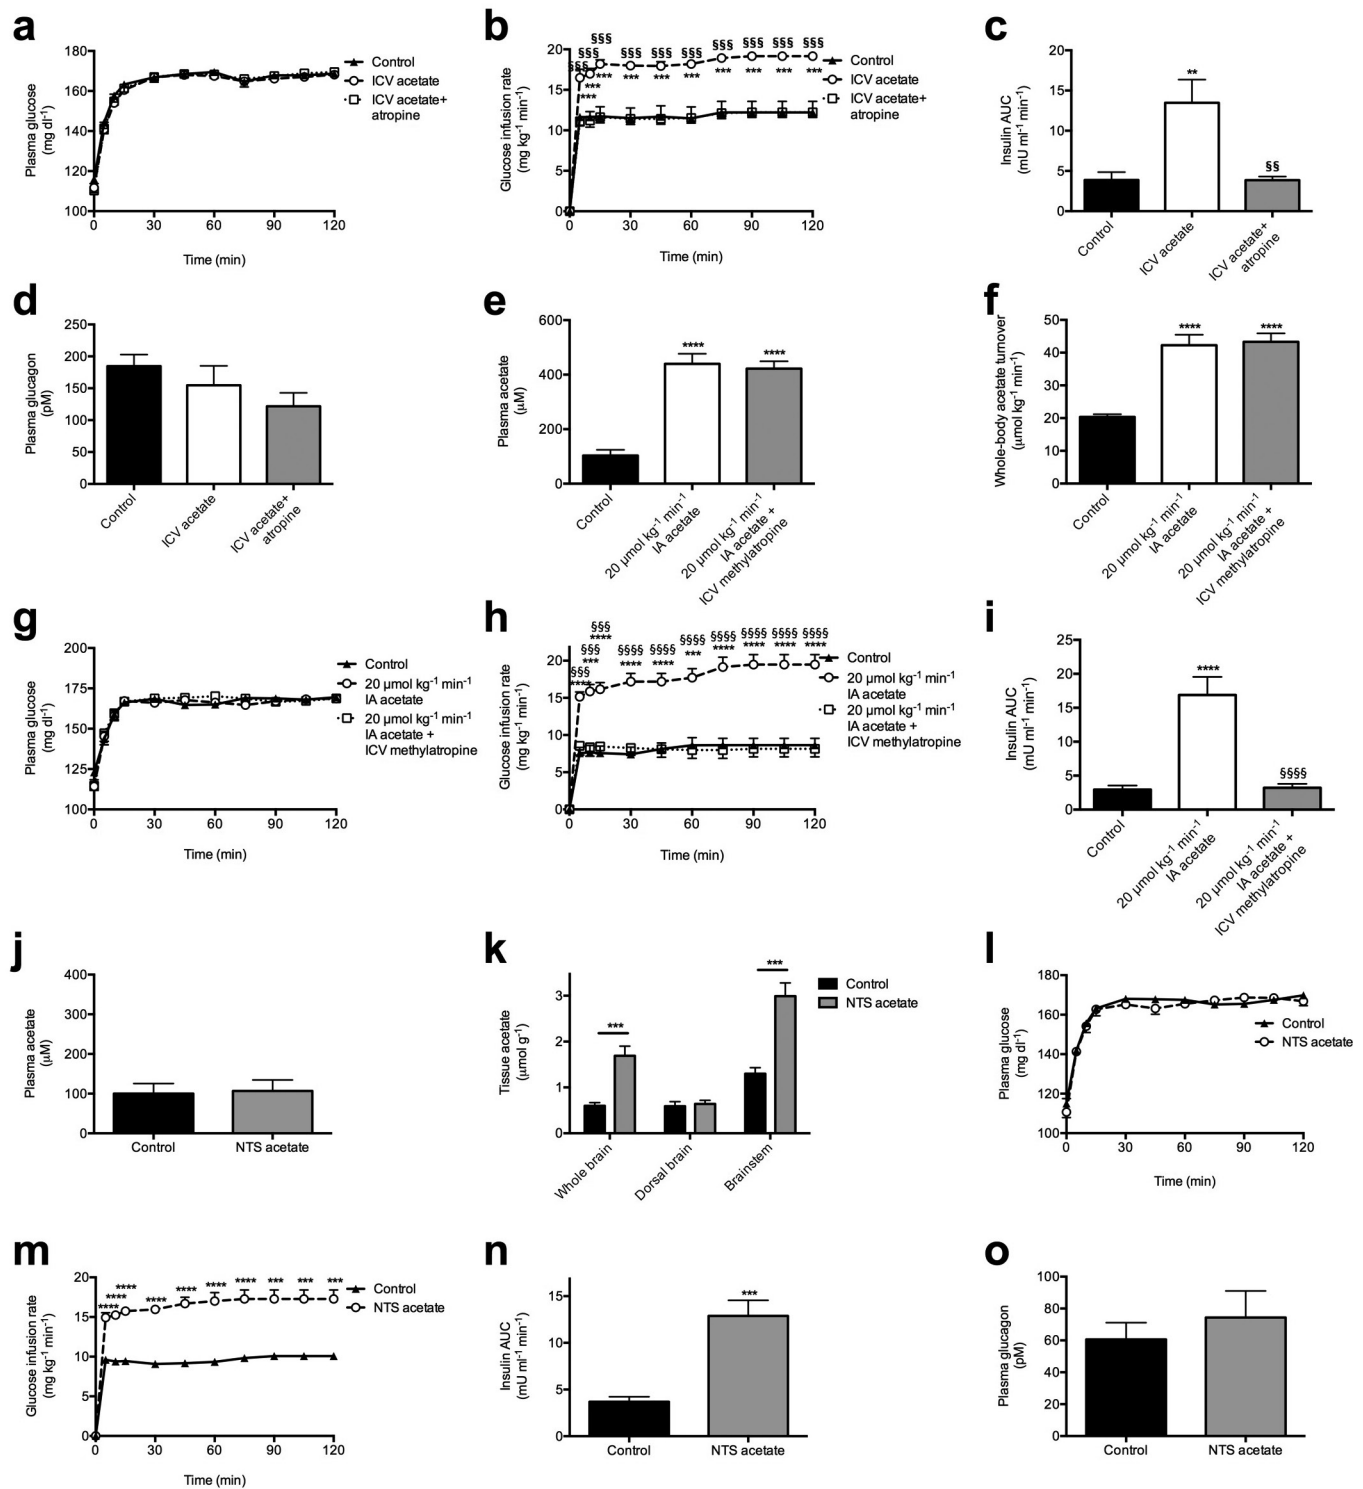 a
180
160
140
120
100
Plasma glucose
(mg dl⁻¹)
0
30
60
90
120
Time (min)
Control
ICV acetate
ICV acetate+
atropine
b
20
15
10
5
0
Glucose infusion rate
(mg kg⁻¹ min⁻¹)
§§§ §§§ §§§ §§§ §§§ §§§ §§§ §§§ §§§ §§§
*** *** *** *** *** *** *** *** *** *** ***
0
30
60
90
120
Time (min)
Control
ICV acetate
ICV acetate+
atropine
c
20
15
10
5
0
Insulin AUC
(mU ml⁻¹ min⁻¹)
**
§§
Control
ICV acetate
ICV acetate+
atropine
d
250
200
150
100
50
0
Plasma glucagon
(pM)
Control
ICV acetate
ICV acetate+
atropine
e
600
400
200
0
Plasma acetate
(µM)
****
****
Control
20 µmol kg⁻¹ min⁻¹
IA acetate
20 µmol kg⁻¹ min⁻¹
IA acetate +
ICV methylatropine
f
50
40
30
20
10
0
Whole-body acetate turnover
(µmol kg⁻¹ min⁻¹)
****
****
Control
20 µmol kg⁻¹ min⁻¹
IA acetate
20 µmol kg⁻¹ min⁻¹
IA acetate +
ICV methylatropine
g
200
175
150
125
100
Plasma glucose
(mg dl⁻¹)
0
30
60
90
120
Time (min)
Control
20 µmol kg⁻¹ min⁻¹
IA acetate
20 µmol kg⁻¹ min⁻¹
IA acetate +
ICV methylatropine
h
20
15
10
5
0
Glucose infusion rate
(mg kg⁻¹ min⁻¹)
§§§ §§§ §§§ §§§§ §§§§ §§§§ §§§§ §§§§ §§§§ §§§§
**** *** **** **** **** *** **** **** **** ****
0
30
60
90
120
Time (min)
Control
20 µmol kg⁻¹ min⁻¹
IA acetate
20 µmol kg⁻¹ min⁻¹
IA acetate +
ICV methylatropine
i
25
20
15
10
5
0
Insulin AUC
(mU ml⁻¹ min⁻¹)
****
§§§§
Control
20 µmol kg⁻¹ min⁻¹
IA acetate
20 µmol kg⁻¹ min⁻¹
IA acetate +
ICV methylatropine
j
400
300
200
100
0
Plasma acetate
(µM)
Control
NTS acetate
k
3
2
1
0
Tissue acetate
(µmol g⁻¹)
***
***
Whole brain
Dorsal brain
Brainstem
Control
NTS acetate
l
180
160
140
120
100
Plasma glucose
(mg dl⁻¹)
0
30
60
90
120
Time (min)
Control
NTS acetate
m
20
15
10
5
0
Glucose infusion rate
(mg kg⁻¹ min⁻¹)
**** **** **** **** **** **** **** *** *** ***
0
30
60
90
120
Time (min)
Control
NTS acetate
n
15
10
5
0
Insulin AUC
(mU ml⁻¹ min⁻¹)
***
Control
NTS acetate
o
100
80
60
40
20
0
Plasma glucagon
(pM)
Control
NTS acetate